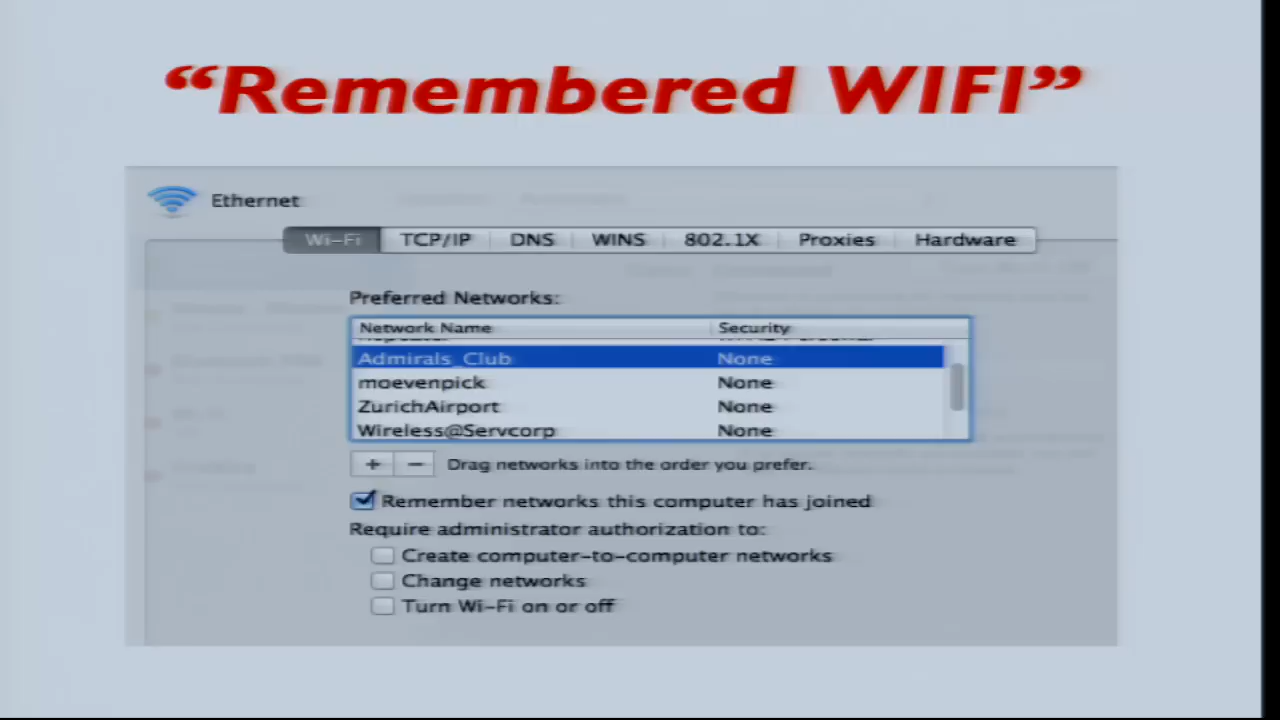 “Remembered WIFI”
Ethernet
Wi-Fi TCP/IP DNS WINS 802.1X Proxies Hardware
Preferred Networks:
Network Name Security
Admirals_Club None
moevenpick None
ZurichAirport None
Wireless@Servcorp None
+ − Drag networks into the order you prefer.
Remember networks this computer has joined
Require administrator authorization to:
Create computer-to-computer networks
Change networks
Turn Wi-Fi on or off